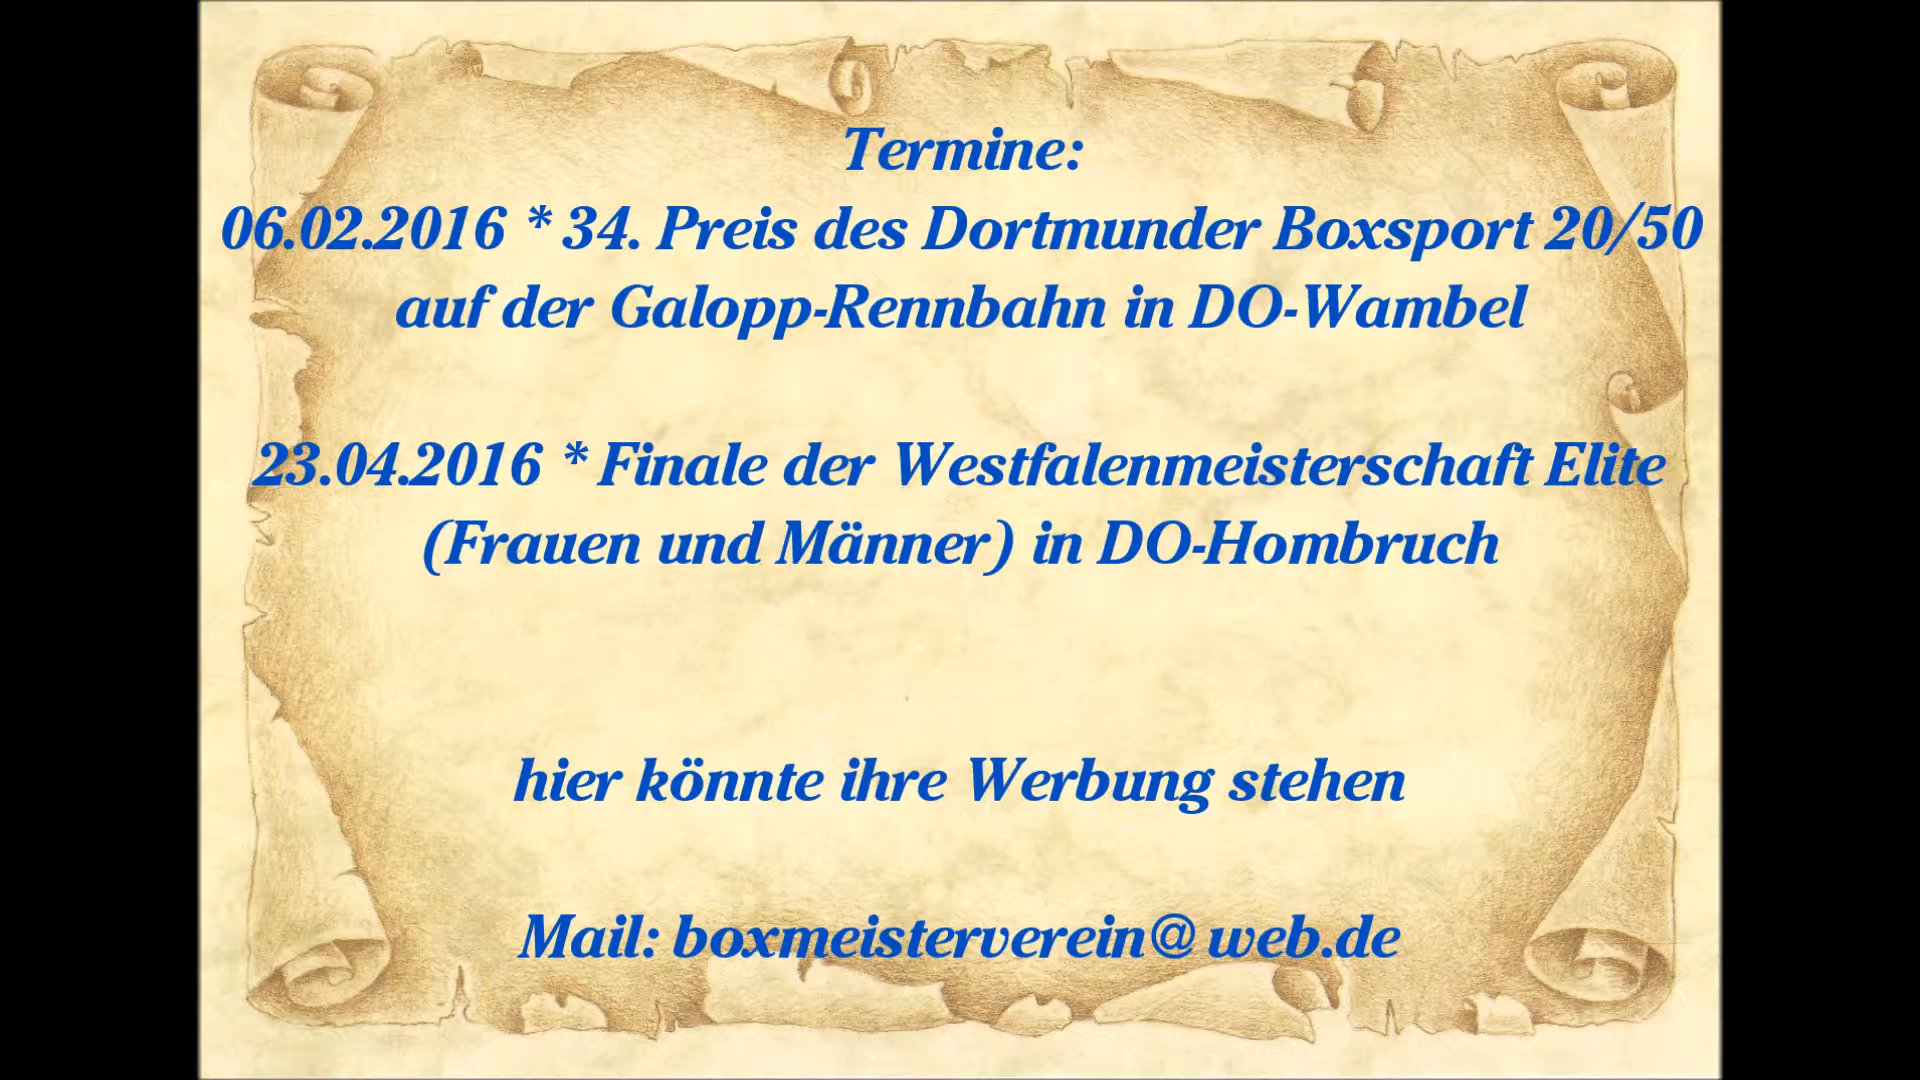 Termine:
06.02.2016 * 34. Preis des Dortmunder Boxsport 20/50
auf der Galopp-Rennbahn in DO-Wambel
23.04.2016 * Finale der Westfalenmeisterschaft Elite
(Frauen und Männer) in DO-Hombruch
hier könnte ihre Werbung stehen
Mail: boxmeisterverein@web.de